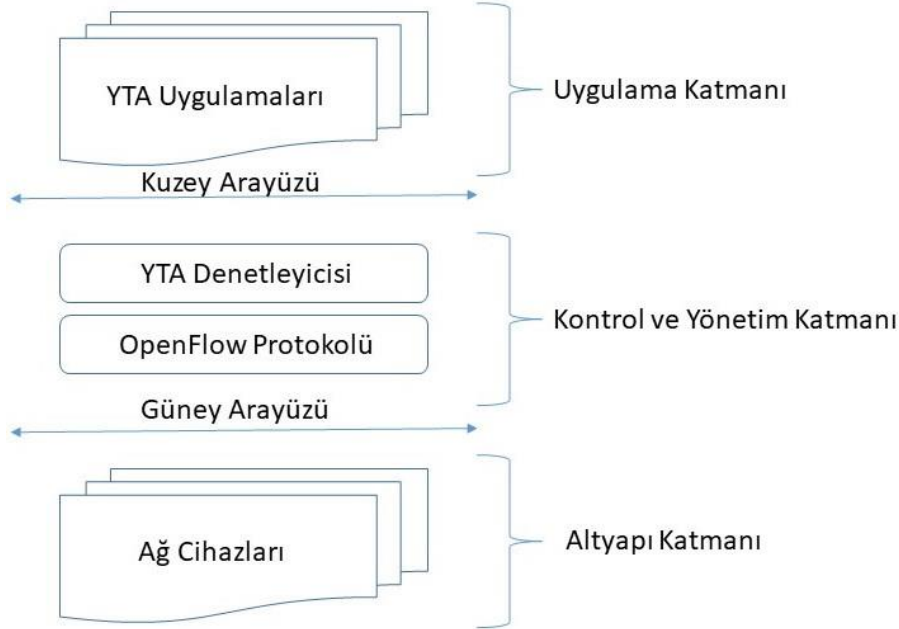 YTA Uygulamaları
Uygulama Katmanı
Kuzey Arayüzü
YTA Denetleyicisi
OpenFlow Protokolü
Kontrol ve Yönetim Katmanı
Güney Arayüzü
Ağ Cihazları
Altyapı Katmanı